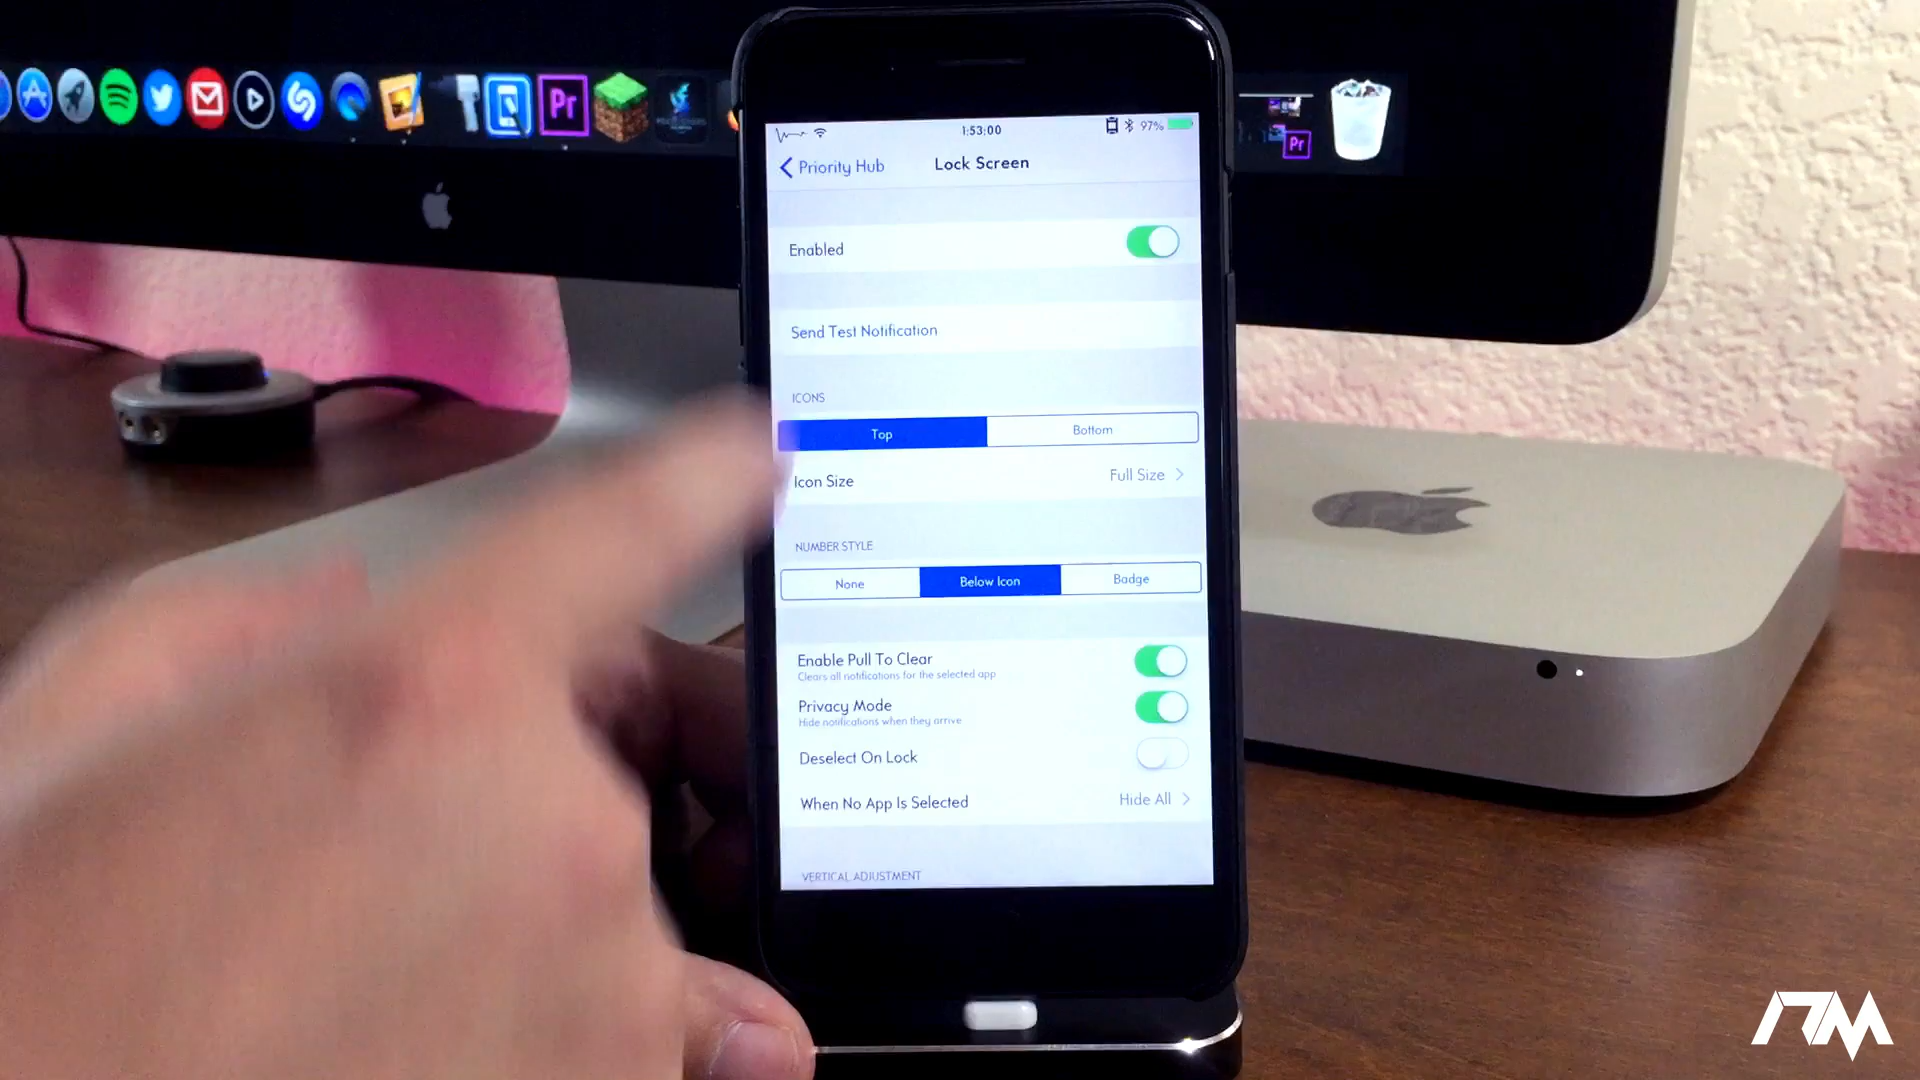 1:53:00
97%
Priority Hub
Lock Screen
Enabled
Send Test Notification
ICONS
Top
Bottom
Icon Size
Full Size
NUMBER STYLE
None
Below Icon
Badge
Enable Pull To Clear
Clears all notifications for the selected app
Privacy Mode
Hide notifications when they arrive
Deselect On Lock
When No App Is Selected
Hide All
VERTICAL ADJUSTMENT
Pr
Pr